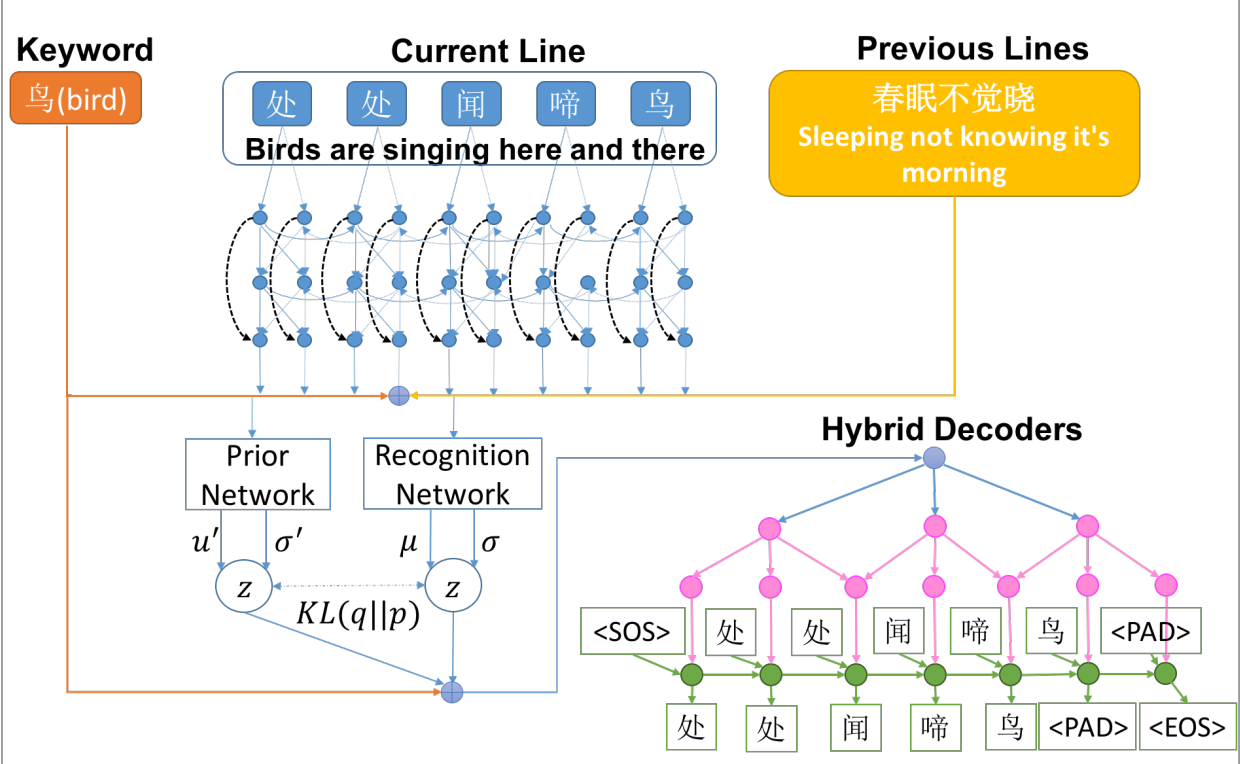 Keyword
鸟(bird)
Current Line
处 处 闻 啼 鸟
Birds are singing here and there
Previous Lines
春眠不觉晓
Sleeping not knowing it's
morning
Prior
Network
Recognition
Network
u′ σ′
μ σ
z z
KL(q||p)
Hybrid Decoders
<SOS> 处 处 闻 啼 鸟 <PAD>
处 处 闻 啼 鸟 <PAD> <EOS>